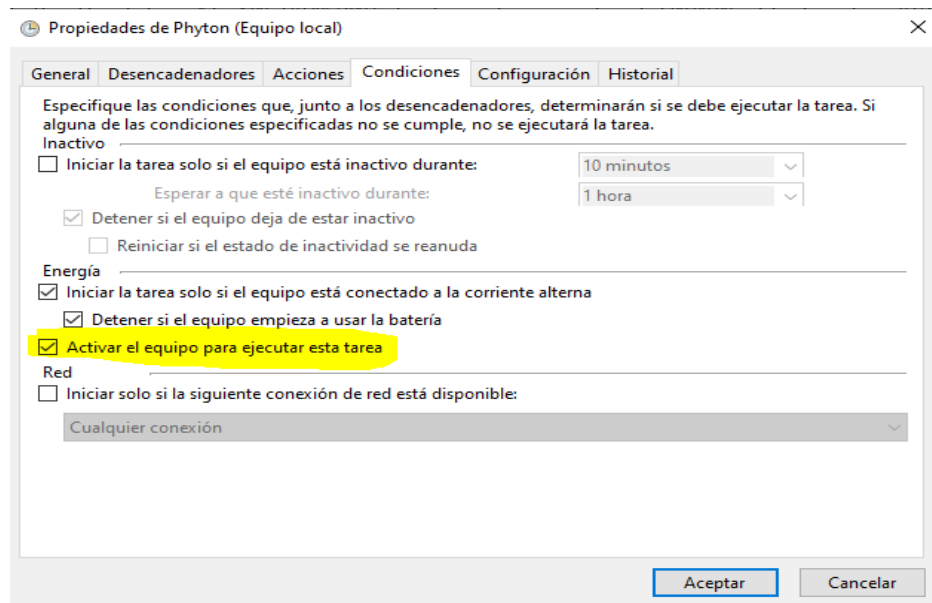 Propiedades de Phyton (Equipo local)
General Desencadenadores Acciones Condiciones Configuración Historial
Especifique las condiciones que, junto a los desencadenadores, determinarán si se debe ejecutar la tarea. Si
alguna de las condiciones especificadas no se cumple, no se ejecutará la tarea.
Inactivo
Iniciar la tarea solo si el equipo está inactivo durante: 10 minutos
Esperar a que esté inactivo durante: 1 hora
Detener si el equipo deja de estar inactivo
Reiniciar si el estado de inactividad se reanuda
Energía
Iniciar la tarea solo si el equipo está conectado a la corriente alterna
Detener si el equipo empieza a usar la batería
Activar el equipo para ejecutar esta tarea
Red
Iniciar solo si la siguiente conexión de red está disponible:
Cualquier conexión
Aceptar Cancelar